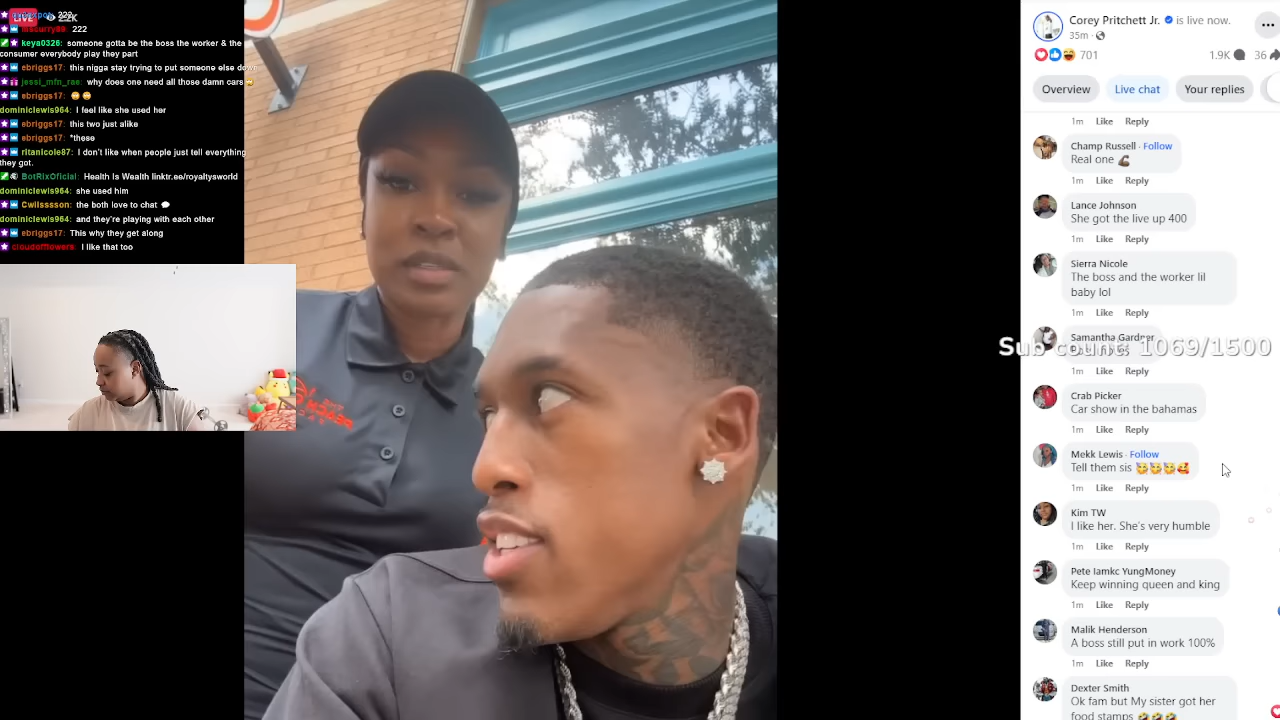 LIVE 2.2K
222
222
keya0326: someone gotta be the boss the worker & the
consumer everybody play they part
ebriggs17: this nigga stay trying to put someone else down
jessi_mfn_rae: why does one need all those damn cars
ebriggs17:
dominiclewis964: I feel like she used her
ebriggs17: this two just alike
ebriggs17: *these
ritanicole87: I don't like when people just tell everything
they got.
BotRixOficial: Health Is Wealth linktr.ee/royaltysworld
dominiclewis964: she used him
Cwilsssson: the both love to chat
dominiclewis964: and they're playing with each other
ebriggs17: This why they get along
cloudofftowers: I like that too
Corey Pritchett Jr. is live now.
35m
701
1.9K
36
Overview
Live chat
Your replies
1m Like Reply
Champ Russell · Follow
Real one
1m Like Reply
Lance Johnson
She got the live up 400
1m Like Reply
Sierra Nicole
The boss and the worker lil
baby lol
1m Like Reply
Samantha Gardner
Sub count: 1069/1500
1m Like Reply
Crab Picker
Car show in the bahamas
1m Like Reply
Mekk Lewis · Follow
Tell them sis
1m Like Reply
Kim TW
I like her. She's very humble
1m Like Reply
Pete Iamkc YungMoney
Keep winning queen and king
1m Like Reply
Malik Henderson
A boss still put in work 100%
1m Like Reply
Dexter Smith
Ok fam but My sister got her
food stamps